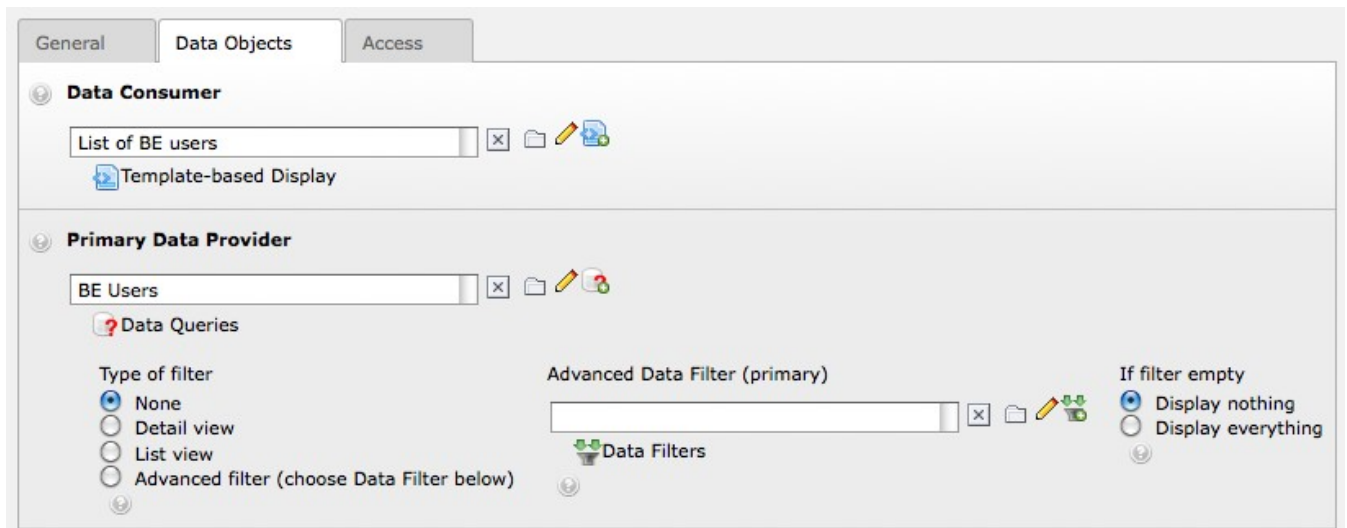 General
Data Objects
Access
Data Consumer
List of BE users
Template-based Display
Primary Data Provider
BE Users
Data Queries
Type of filter
None
Detail view
List view
Advanced filter (choose Data Filter below)
Advanced Data Filter (primary)
Data Filters
If filter empty
Display nothing
Display everything